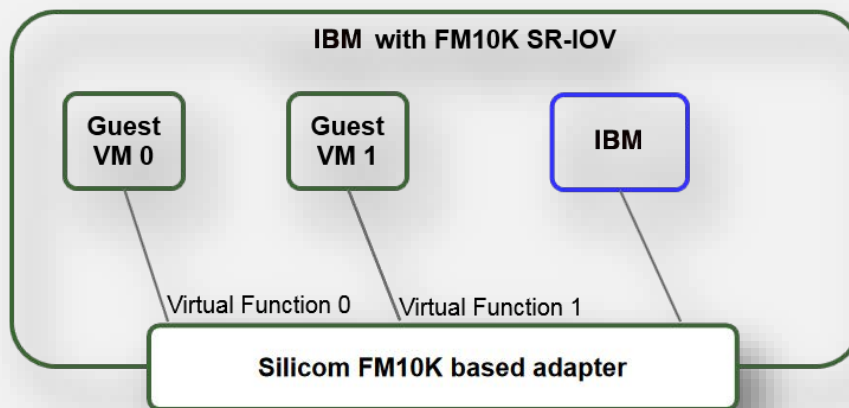 IBM with FM10K SR-IOV
Guest
VM 0
Guest
VM 1
IBM
Virtual Function 0
Virtual Function 1
Silicom FM10K based adapter